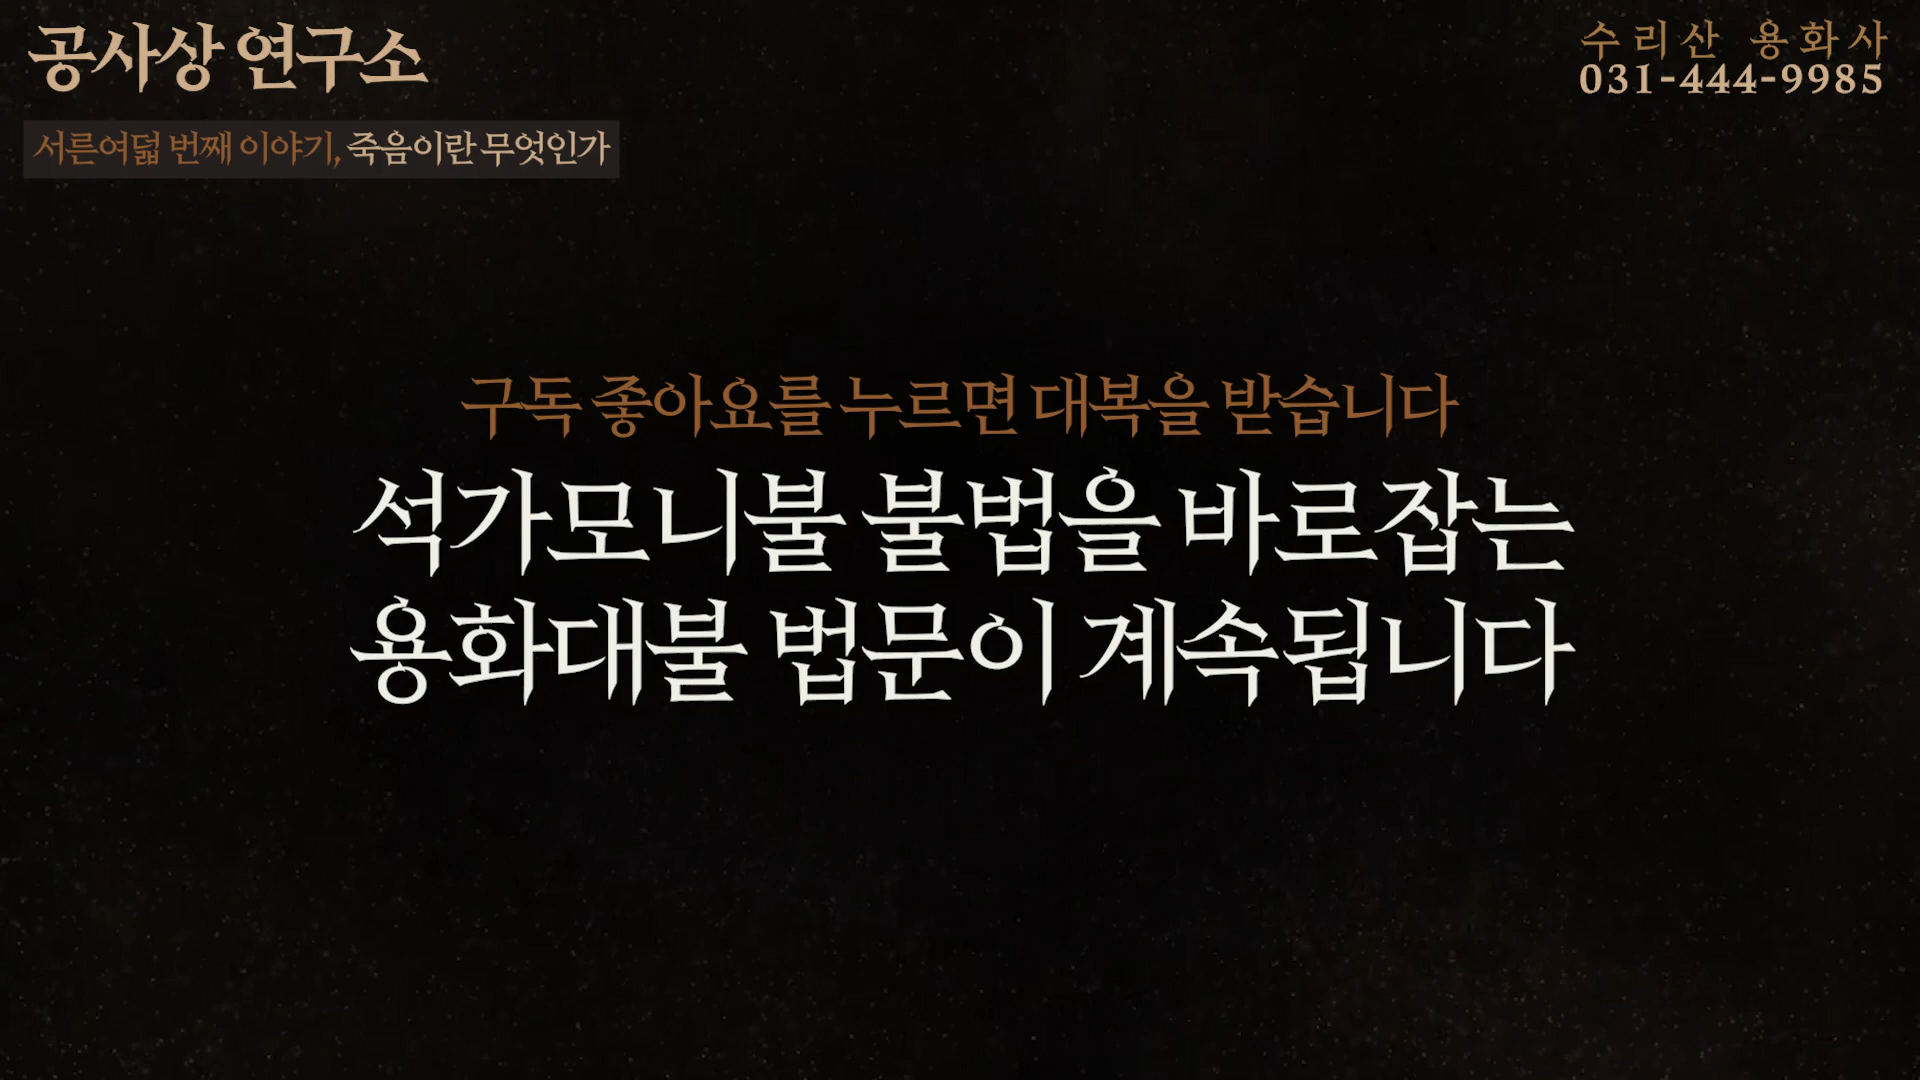 공사상 연구소
수리산 용화사
031-444-9985
서른여덟 번째 이야기, 죽음이란 무엇인가
구독 좋아요를 누르면 대복을 받습니다
석가모니불 불법을 바로잡는
용화대불 법문이 계속됩니다